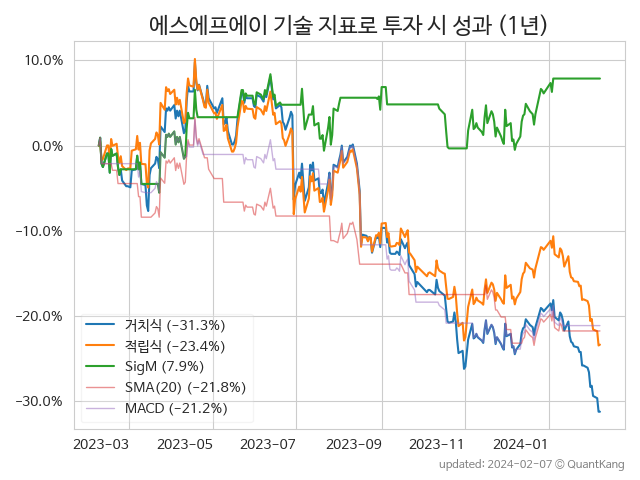 에스에프에이 기술 지표로 투자 시 성과 (1년)
10.0%
0.0%
−10.0%
−20.0%
−30.0%
거치식 (−31.3%)
적립식 (−23.4%)
SigM (7.9%)
SMA(20) (−21.8%)
MACD (−21.2%)
2023−03
2023−05
2023−07
2023−09
2023−11
2024−01
updated: 2024−02−07 © QuantKang